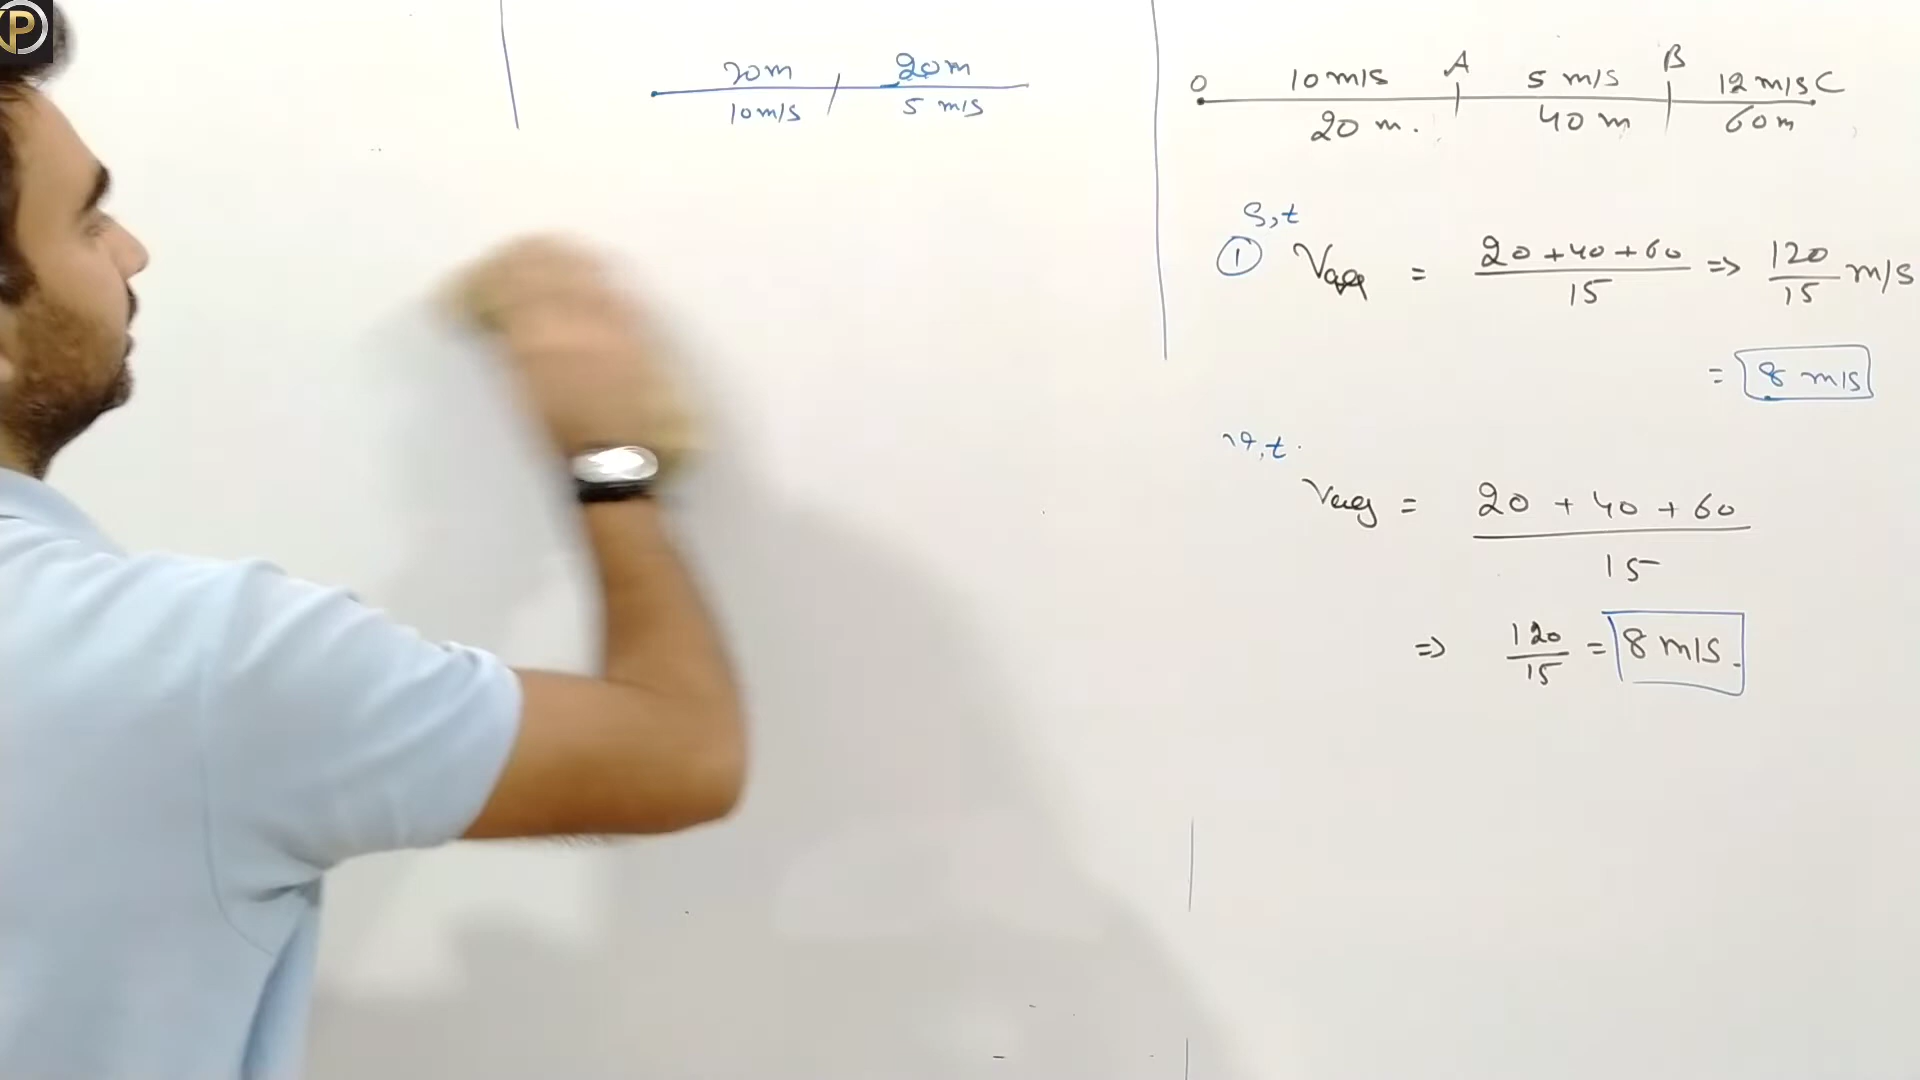 20m 20m
10m/s 5 m/s
O 10m/s A 5 m/s B 12 m/s C
20 m. 40 m 60m
S,t
① Vavg = 20+40+60 / 15 => 120 / 15 m/s
= 8 m/s
v,t.
Vavg = 20 + 40 + 60
15
=> 120 / 15 = 8 m/s.
P